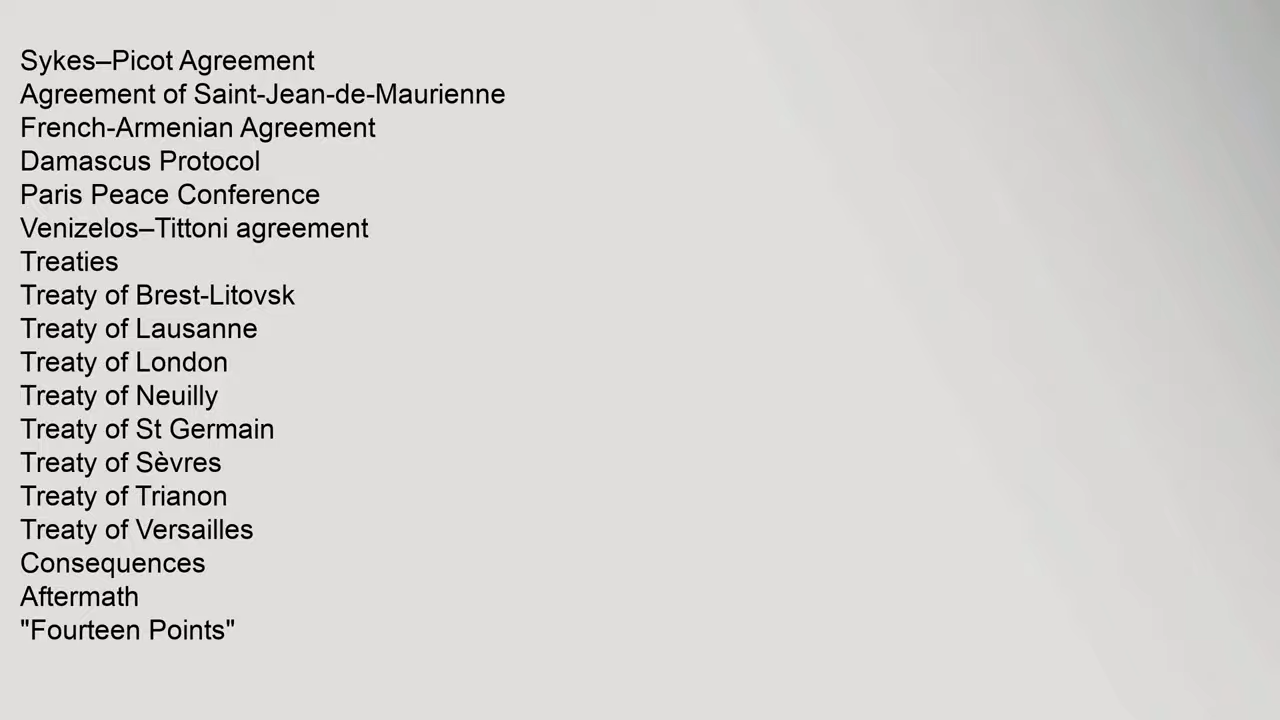 Sykes–Picot Agreement
Agreement of Saint-Jean-de-Maurienne
French-Armenian Agreement
Damascus Protocol
Paris Peace Conference
Venizelos–Tittoni agreement
Treaties
Treaty of Brest-Litovsk
Treaty of Lausanne
Treaty of London
Treaty of Neuilly
Treaty of St Germain
Treaty of Sèvres
Treaty of Trianon
Treaty of Versailles
Consequences
Aftermath
"Fourteen Points"